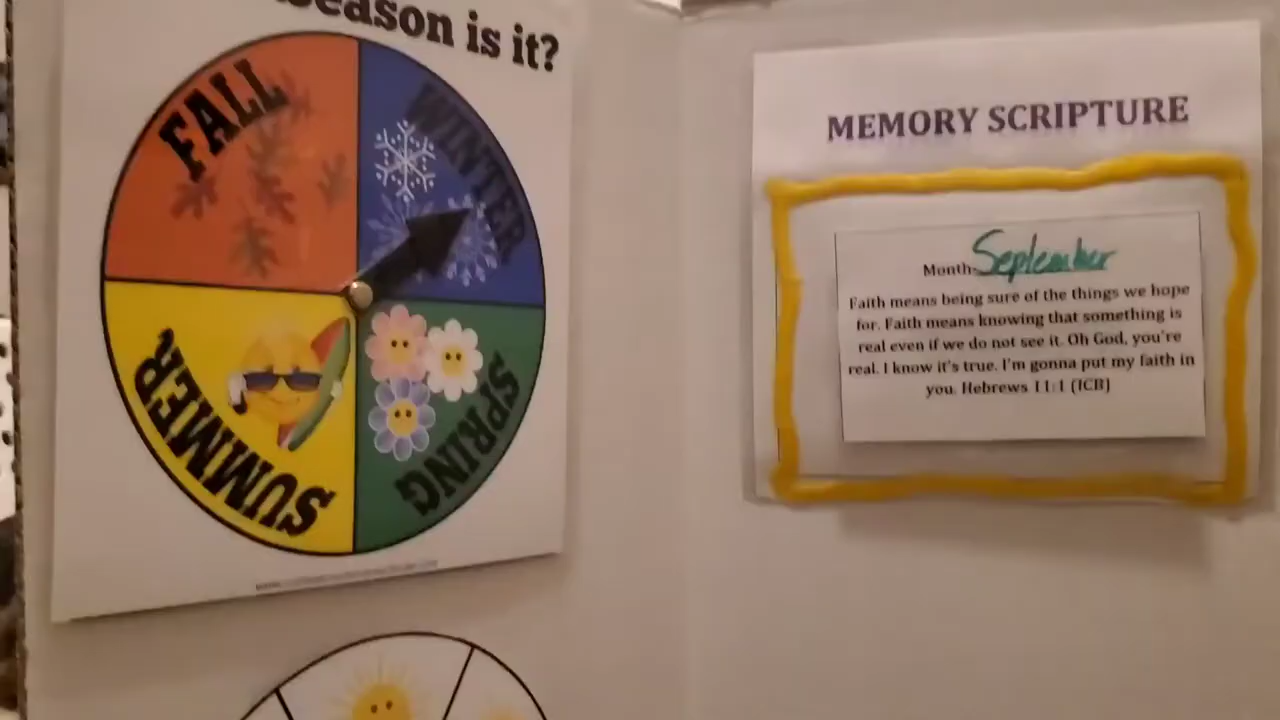 Season is it?
FALL
WINTER
SUMMER
SPRING
MEMORY SCRIPTURE
Month: September
Faith means being sure of the things we hope
for. Faith means knowing that something is
real even if we do not see it. Oh God, you're
real. I know it's true. I'm gonna put my faith in
you. Hebrews 11:1 (ICB)